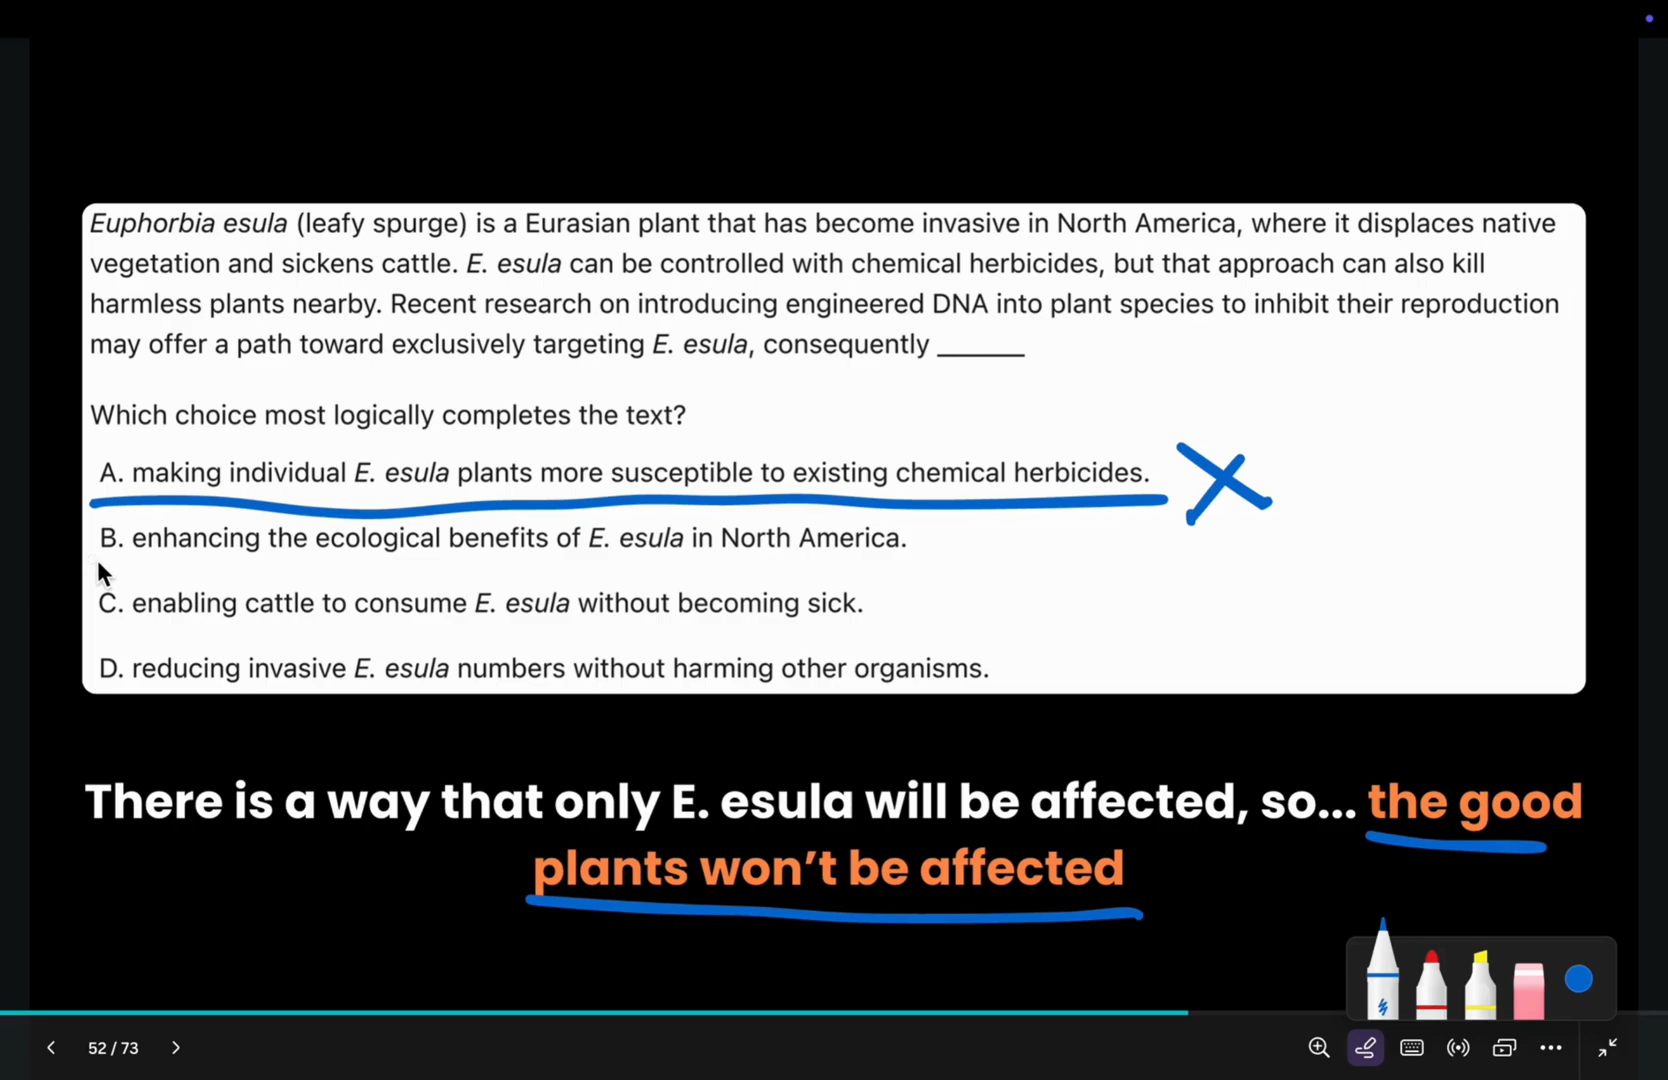 Euphorbia esula (leafy spurge) is a Eurasian plant that has become invasive in North America, where it displaces native
vegetation and sickens cattle. E. esula can be controlled with chemical herbicides, but that approach can also kill
harmless plants nearby. Recent research on introducing engineered DNA into plant species to inhibit their reproduction
may offer a path toward exclusively targeting E. esula, consequently ______
Which choice most logically completes the text?
A. making individual E. esula plants more susceptible to existing chemical herbicides.
B. enhancing the ecological benefits of E. esula in North America.
C. enabling cattle to consume E. esula without becoming sick.
D. reducing invasive E. esula numbers without harming other organisms.
There is a way that only E. esula will be affected, so... the good
plants won't be affected
52 / 73